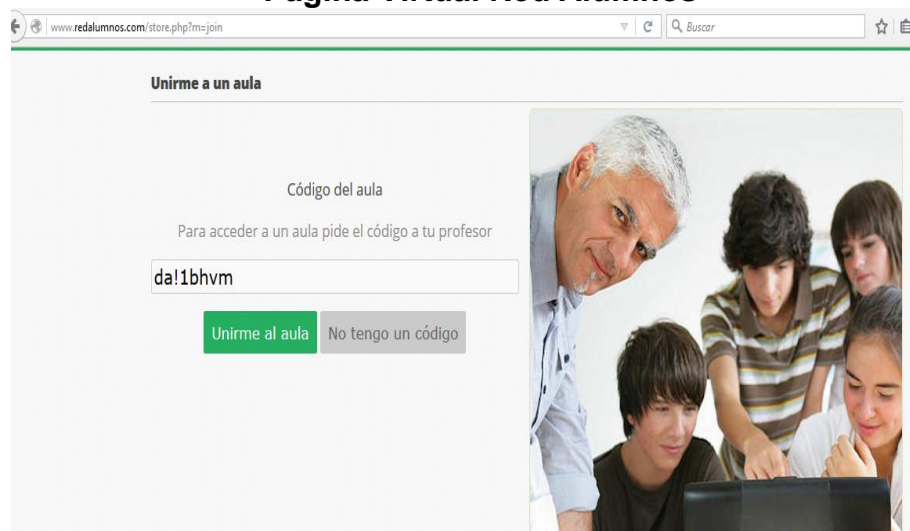 Página Virtual Red Alumnos
www.redalumnos.com/store.php?m=join
Buscar
Unirme a un aula
Código del aula
Para acceder a un aula pide el código a tu profesor
da!1bhvm
Unirme al aula
No tengo un código